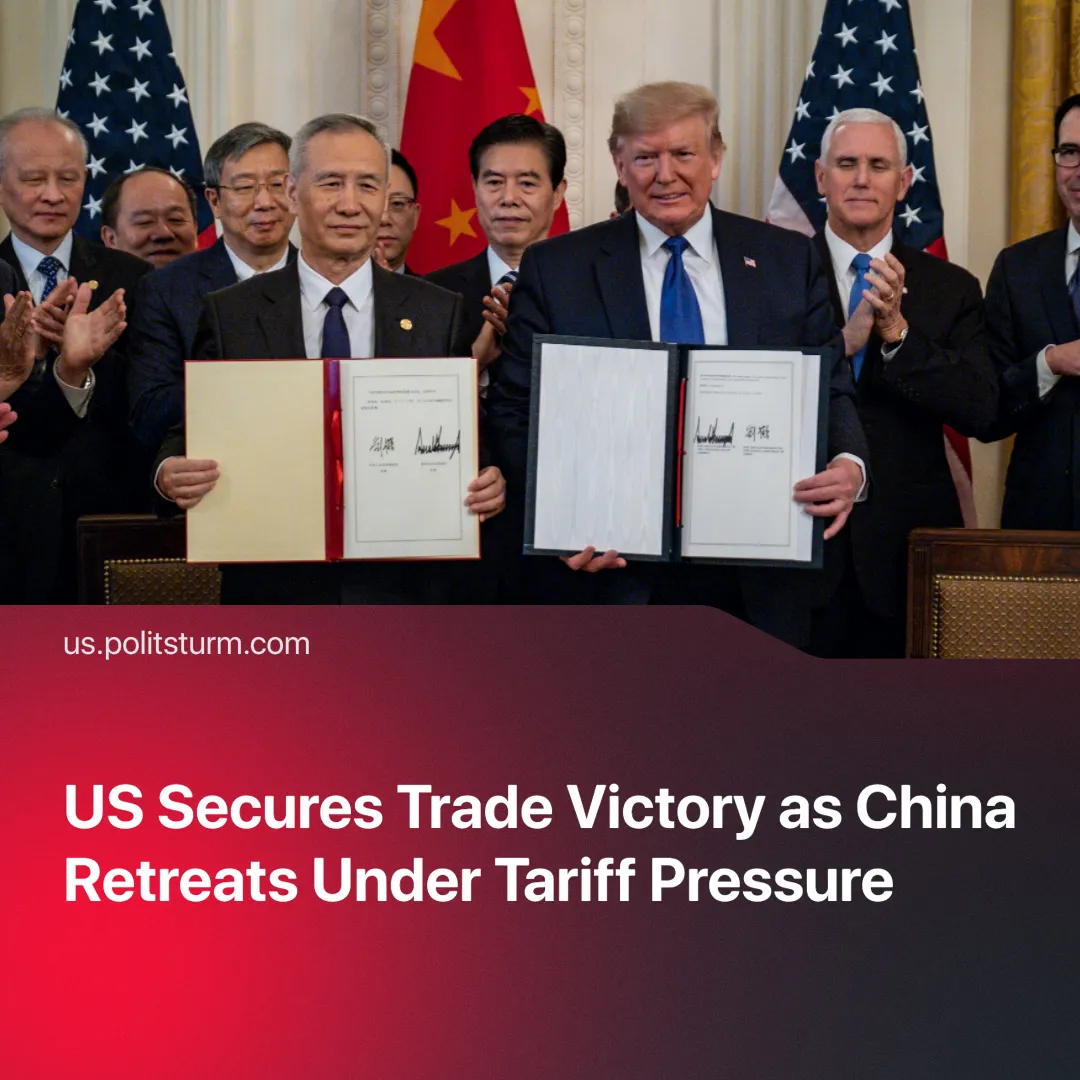 us.politsturm.com
US Secures Trade Victory as China
Retreats Under Tariff Pressure